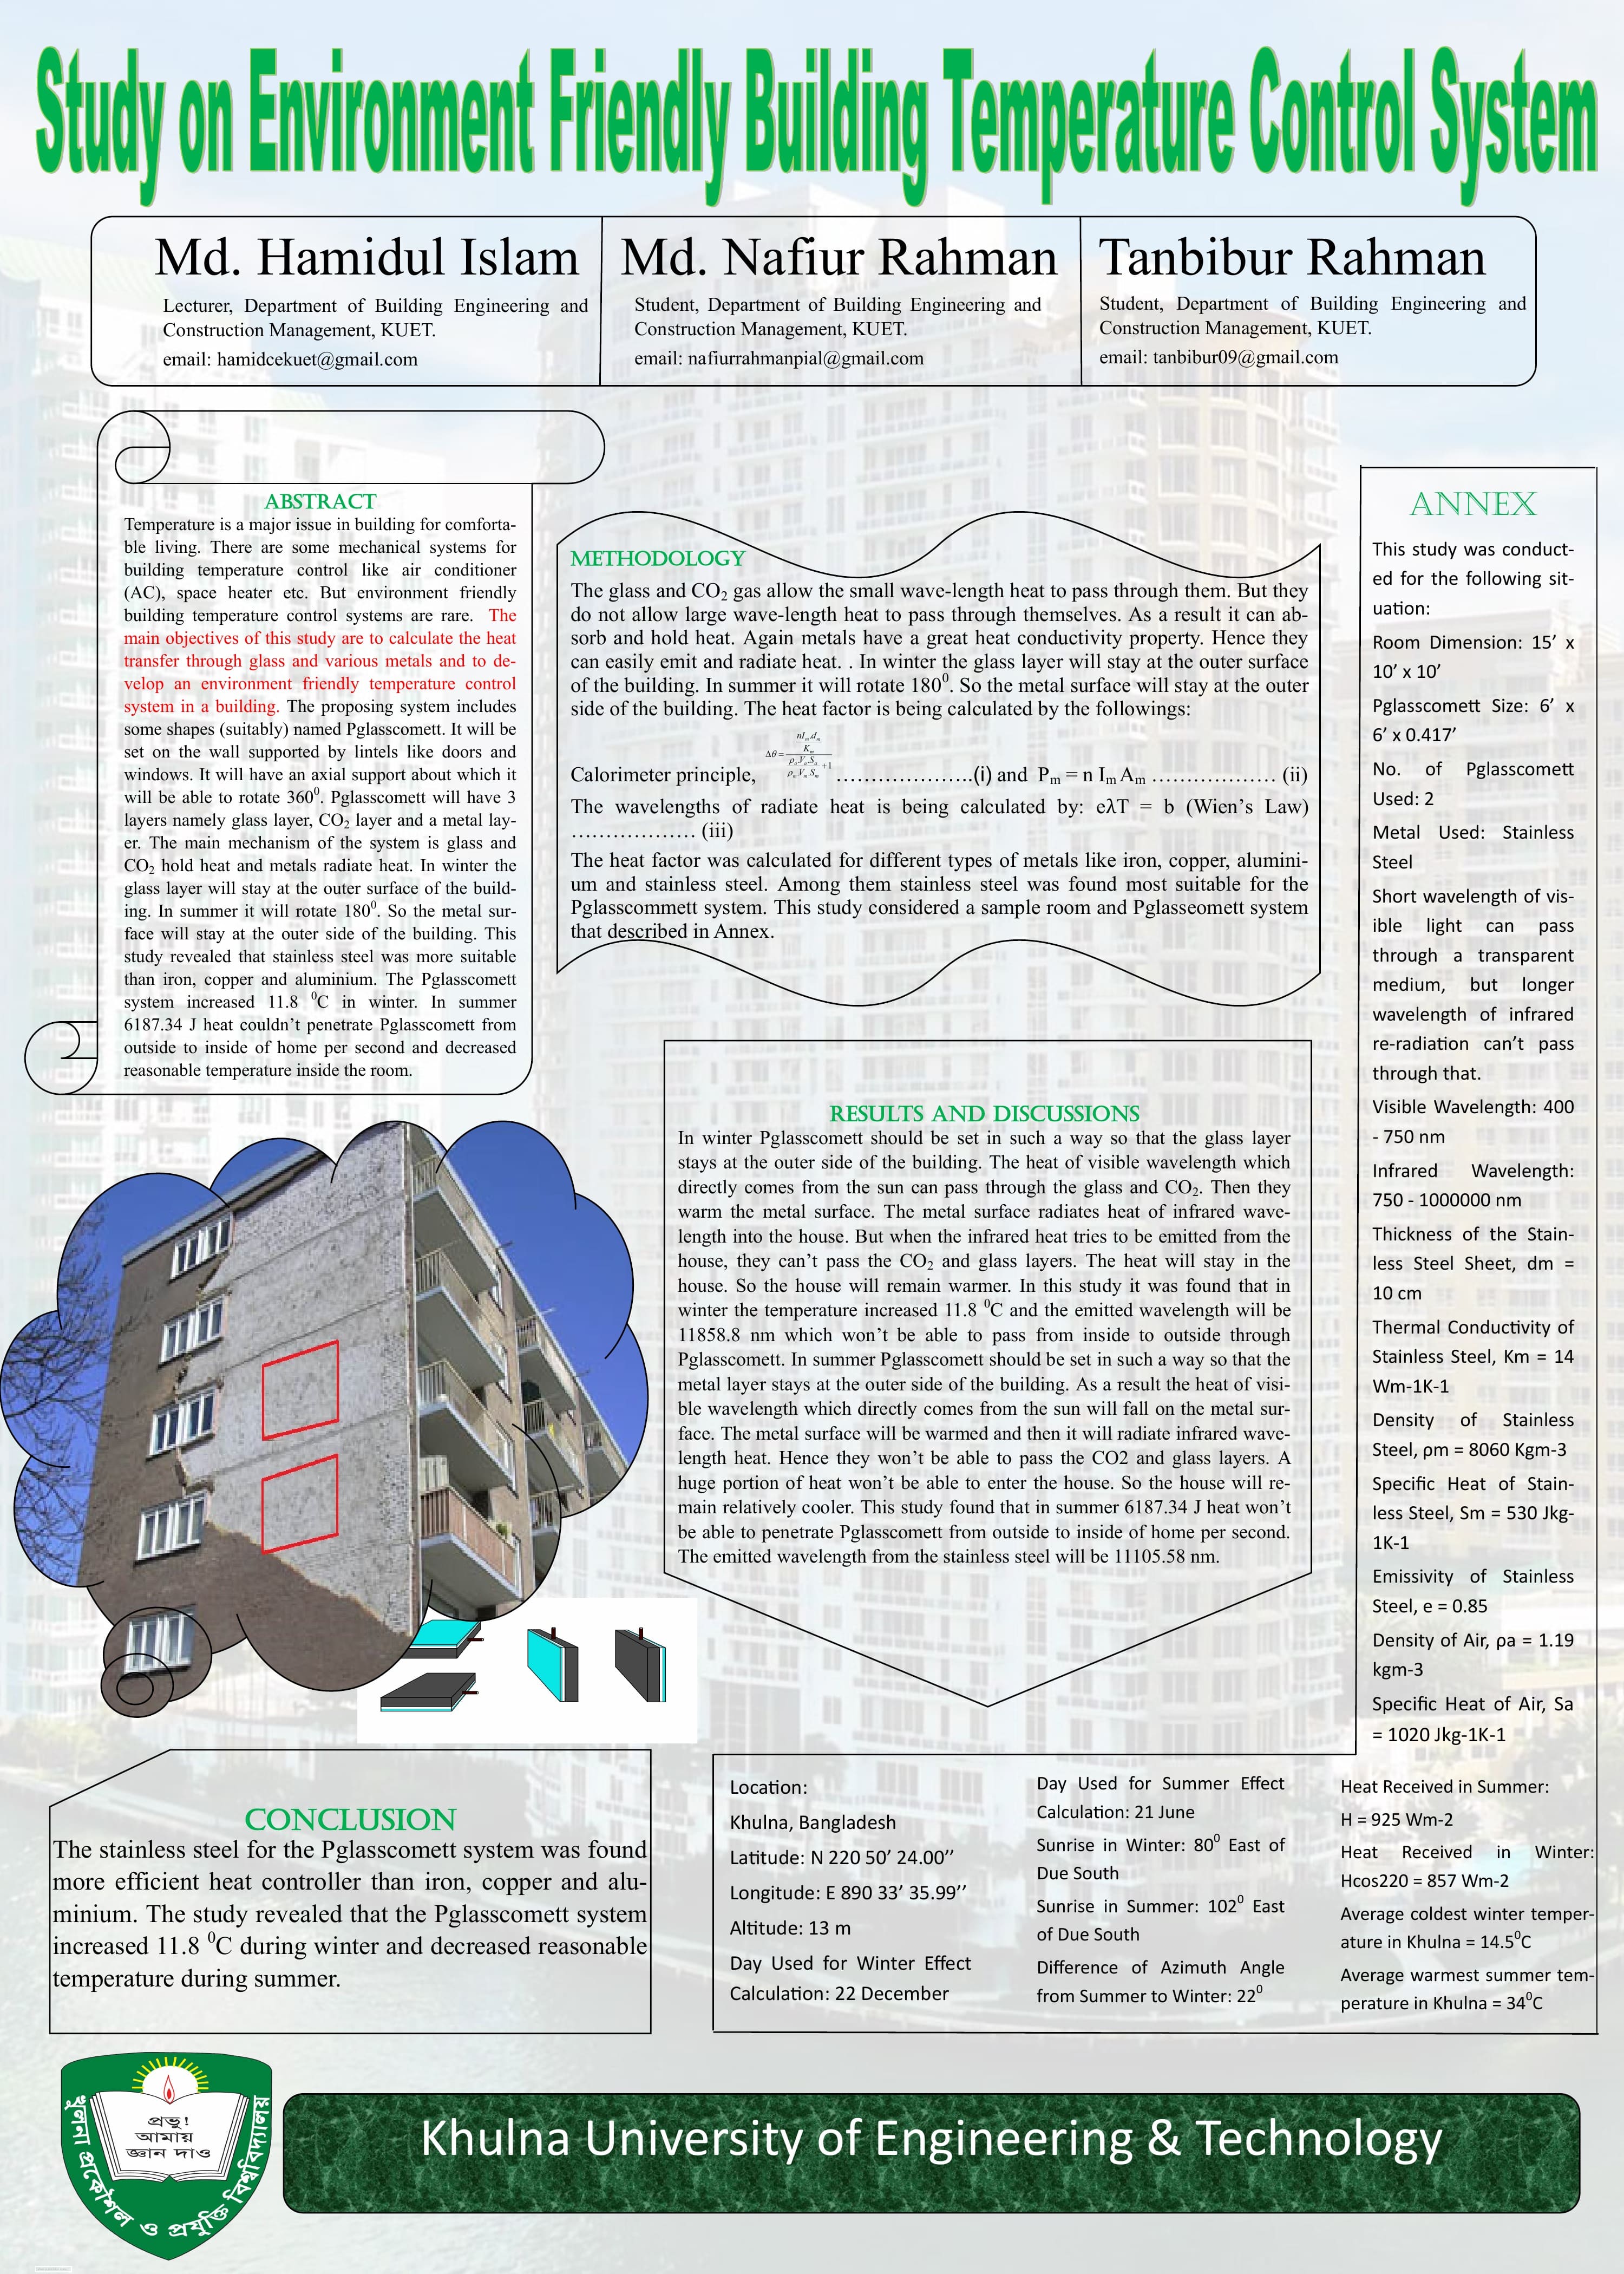 Study on Environment Friendly Building Temperature Control System
Md. Hamidul Islam
Lecturer, Department of Building Engineering and
Construction Management, KUET.
email: hamidcekuet@gmail.com
Md. Nafiur Rahman
Student, Department of Building Engineering and
Construction Management, KUET.
email: nafiurrahmanpial@gmail.com
Tanbibur Rahman
Student, Department of Building Engineering and
Construction Management, KUET.
email: tanbibur09@gmail.com
ABSTRACT
Temperature is a major issue in building for comforta-
ble living. There are some mechanical systems for
building temperature control like air conditioner
(AC), space heater etc. But environment friendly
building temperature control systems are rare. The
main objectives of this study are to calculate the heat
transfer through glass and various metals and to de-
velop an environment friendly temperature control
system in a building. The proposing system includes
some shapes (suitably) named Pglasscomett. It will be
set on the wall supported by lintels like doors and
windows. It will have an axial support about which it
will be able to rotate 360⁰. Pglasscomett will have 3
layers namely glass layer, CO₂ layer and a metal lay-
er. The main mechanism of the system is glass and
CO₂ hold heat and metals radiate heat. In winter the
glass layer will stay at the outer surface of the build-
ing. In summer it will rotate 180⁰. So the metal sur-
face will stay at the outer side of the building. This
study revealed that stainless steel was more suitable
than iron, copper and aluminium. The Pglasscomett
system increased 11.8 ⁰C in winter. In summer
6187.34 J heat couldn’t penetrate Pglasscomett from
outside to inside of home per second and decreased
reasonable temperature inside the room.
METHODOLOGY
The glass and CO₂ gas allow the small wave-length heat to pass through them. But they
do not allow large wave-length heat to pass through themselves. As a result it can ab-
sorb and hold heat. Again metals have a great heat conductivity property. Hence they
can easily emit and radiate heat. . In winter the glass layer will stay at the outer surface
of the building. In summer it will rotate 180⁰. So the metal surface will stay at the outer
side of the building. The heat factor is being calculated by the followings:
Calorimeter principle, Δθ = (nIₘ.dₘ / Kₘ) / (ρₐ.Vₐ.Sₐ / ρₘ.Vₘ.Sₘ + 1) ………………..(i) and Pₘ = n Iₘ Aₘ ……………… (ii)
The wavelengths of radiate heat is being calculated by: eλT = b (Wien’s Law)
……………… (iii)
The heat factor was calculated for different types of metals like iron, copper, alumini-
um and stainless steel. Among them stainless steel was found most suitable for the
Pglasscommett system. This study considered a sample room and Pglasseomett system
that described in Annex.
RESULTS AND DISCUSSIONS
In winter Pglasscomett should be set in such a way so that the glass layer
stays at the outer side of the building. The heat of visible wavelength which
directly comes from the sun can pass through the glass and CO₂. Then they
warm the metal surface. The metal surface radiates heat of infrared wave-
length into the house. But when the infrared heat tries to be emitted from the
house, they can’t pass the CO₂ and glass layers. The heat will stay in the
house. So the house will remain warmer. In this study it was found that in
winter the temperature increased 11.8 ⁰C and the emitted wavelength will be
11858.8 nm which won’t be able to pass from inside to outside through
Pglasscomett. In summer Pglasscomett should be set in such a way so that the
metal layer stays at the outer side of the building. As a result the heat of visi-
ble wavelength which directly comes from the sun will fall on the metal sur-
face. The metal surface will be warmed and then it will radiate infrared wave-
length heat. Hence they won’t be able to pass the CO2 and glass layers. A
huge portion of heat won’t be able to enter the house. So the house will re-
main relatively cooler. This study found that in summer 6187.34 J heat won’t
be able to penetrate Pglasscomett from outside to inside of home per second.
The emitted wavelength from the stainless steel will be 11105.58 nm.
ANNEX
This study was conduct-
ed for the following sit-
uation:
Room Dimension: 15’ x
10’ x 10’
Pglasscomett Size: 6’ x
6’ x 0.417’
No. of Pglasscomett
Used: 2
Metal Used: Stainless
Steel
Short wavelength of vis-
ible light can pass
through a transparent
medium, but longer
wavelength of infrared
re-radiation can’t pass
through that.
Visible Wavelength: 400
- 750 nm
Infrared Wavelength:
750 - 1000000 nm
Thickness of the Stain-
less Steel Sheet, dm =
10 cm
Thermal Conductivity of
Stainless Steel, Km = 14
Wm-1K-1
Density of Stainless
Steel, ρm = 8060 Kgm-3
Specific Heat of Stain-
less Steel, Sm = 530 Jkg-
1K-1
Emissivity of Stainless
Steel, e = 0.85
Density of Air, ρa = 1.19
kgm-3
Specific Heat of Air, Sa
= 1020 Jkg-1K-1
Location:
Khulna, Bangladesh
Latitude: N 220 50’ 24.00’’
Longitude: E 890 33’ 35.99’’
Altitude: 13 m
Day Used for Winter Effect
Calculation: 22 December
Day Used for Summer Effect
Calculation: 21 June
Sunrise in Winter: 80⁰ East of
Due South
Sunrise in Summer: 102⁰ East
of Due South
Difference of Azimuth Angle
from Summer to Winter: 22⁰
Heat Received in Summer:
H = 925 Wm-2
Heat Received in Winter:
Hcos220 = 857 Wm-2
Average coldest winter temper-
ature in Khulna = 14.5⁰C
Average warmest summer tem-
perature in Khulna = 34⁰C
CONCLUSION
The stainless steel for the Pglasscomett system was found
more efficient heat controller than iron, copper and alu-
minium. The study revealed that the Pglasscomett system
increased 11.8 ⁰C during winter and decreased reasonable
temperature during summer.
প্রভু!
আমায়
জ্ঞান দাও
খুলনা প্রকৌশল ও প্রযুক্তি বিশ্ববিদ্যালয়
Khulna University of Engineering & Technology